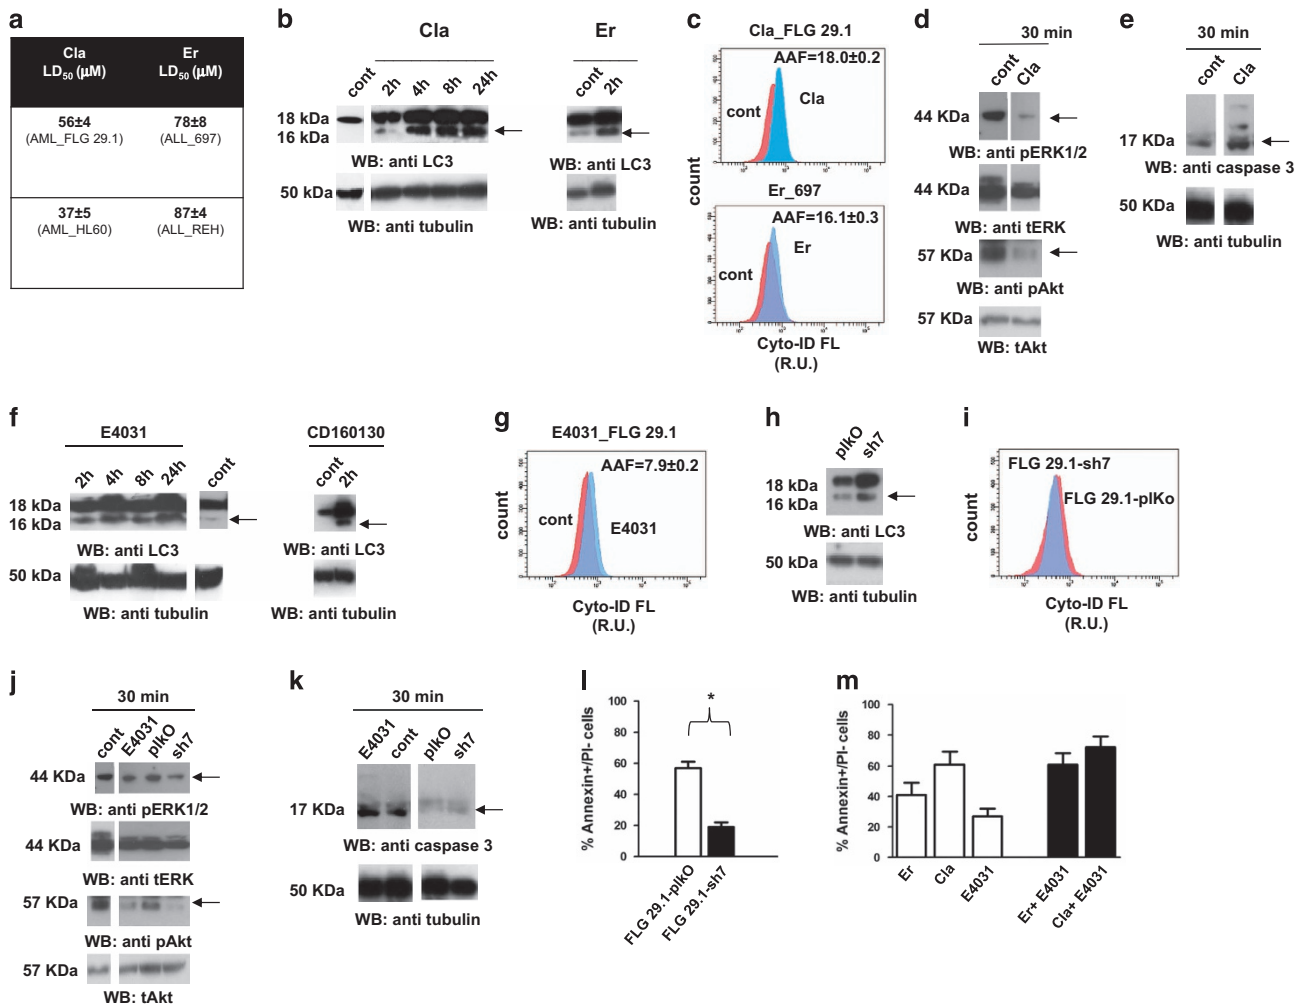 a
Cla
LD50 (μM)
Er
LD50 (μM)
56±4
(AML_FLG 29.1)
78±8
(ALL_697)
37±5
(AML_HL60)
87±4
(ALL_REH)
b
Cla
Er
cont
2h
4h
8h
24h
cont
2h
18 kDa
16 kDa
WB: anti LC3
WB: anti LC3
50 kDa
WB: anti tubulin
WB: anti tubulin
c
Cla_FLG 29.1
AAF=18.0±0.2
cont
Cla
count
Er_697
AAF=16.1±0.3
cont
Er
Cyto-ID FL
(R.U.)
d
30 min
cont
Cla
44 KDa
WB: anti pERK1/2
44 KDa
WB: anti tERK
57 KDa
WB: anti pAkt
57 KDa
WB: tAkt
e
30 min
cont
Cla
17 KDa
WB: anti caspase 3
50 KDa
WB: anti tubulin
f
E4031
CD160130
2h
4h
8h
24h
cont
cont
2h
18 kDa
16 kDa
WB: anti LC3
WB: anti LC3
50 kDa
WB: anti tubulin
WB: anti tubulin
g
E4031_FLG 29.1
AAF=7.9±0.2
cont
E4031
count
Cyto-ID FL
(R.U.)
h
plkO
sh7
18 kDa
16 kDa
WB: anti LC3
50 kDa
WB: anti tubulin
i
FLG 29.1-sh7
FLG 29.1-plKo
count
Cyto-ID FL
(R.U.)
j
30 min
cont
E4031
plkO
sh7
44 KDa
WB: anti pERK1/2
44 KDa
WB: anti tERK
57 KDa
WB: anti pAkt
57 KDa
WB: tAkt
k
30 min
E4031
cont
plkO
sh7
17 KDa
WB: anti caspase 3
50 KDa
WB: anti tubulin
l
% Annexin+/PI- cells
100
80
60
40
20
0
*
FLG 29.1-plkO
FLG 29.1-sh7
m
% Annexin+/PI- cells
100
80
60
40
20
0
Er
Cla
E4031
Er+ E4031
Cla+ E4031